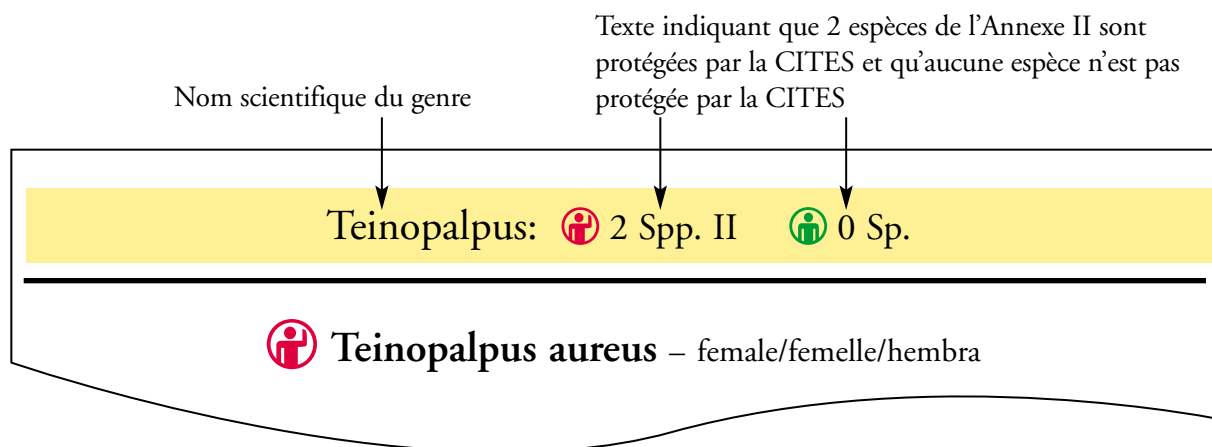 Texte indiquant que 2 espèces de l’Annexe II sont
protégées par la CITES et qu’aucune espèce n’est pas
protégée par la CITES
Nom scientifique du genre
Teinopalpus: 2 Spp. II 0 Sp.
Teinopalpus aureus – female/femelle/hembra